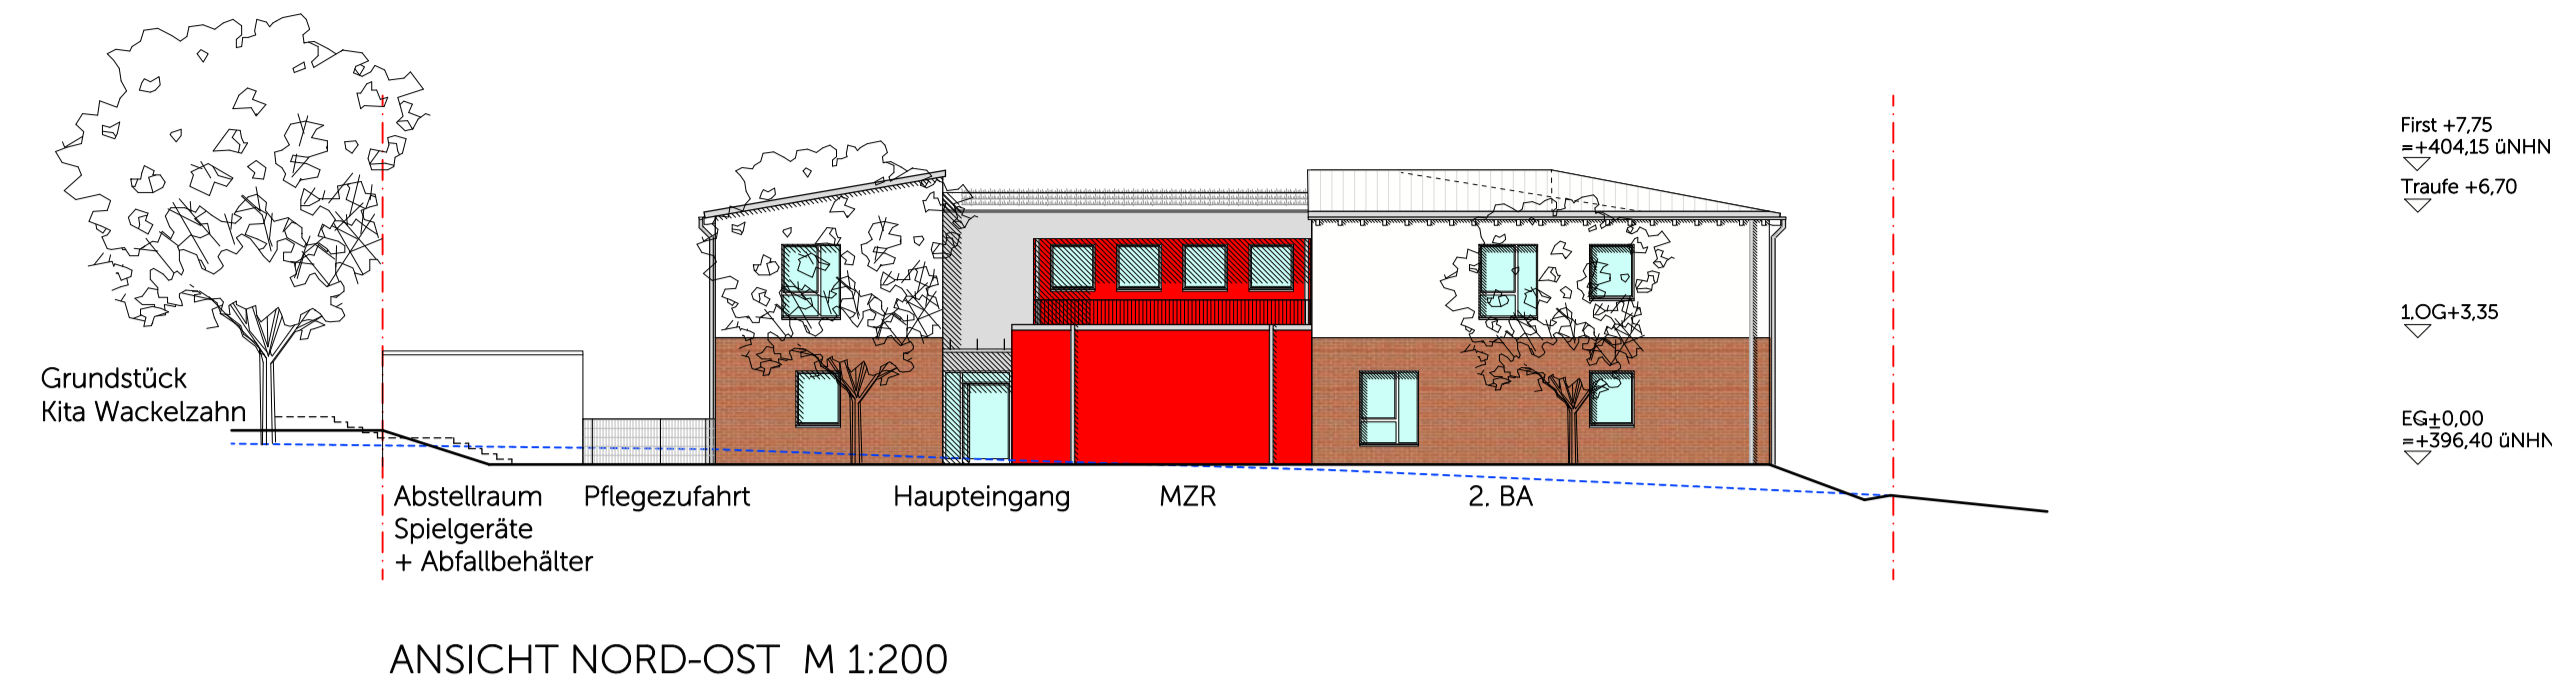 First +7,75
=+404,15 üNHN
Traufe +6,70
1.OG+3,35
EG±0,00
=+396,40 üNHN
Grundstück
Kita Wackelzahn
Abstellraum
Spielgeräte
+ Abfallbehälter
Pflegezufahrt
Haupteingang
MZR
2. BA
ANSICHT NORD-OST M 1:200